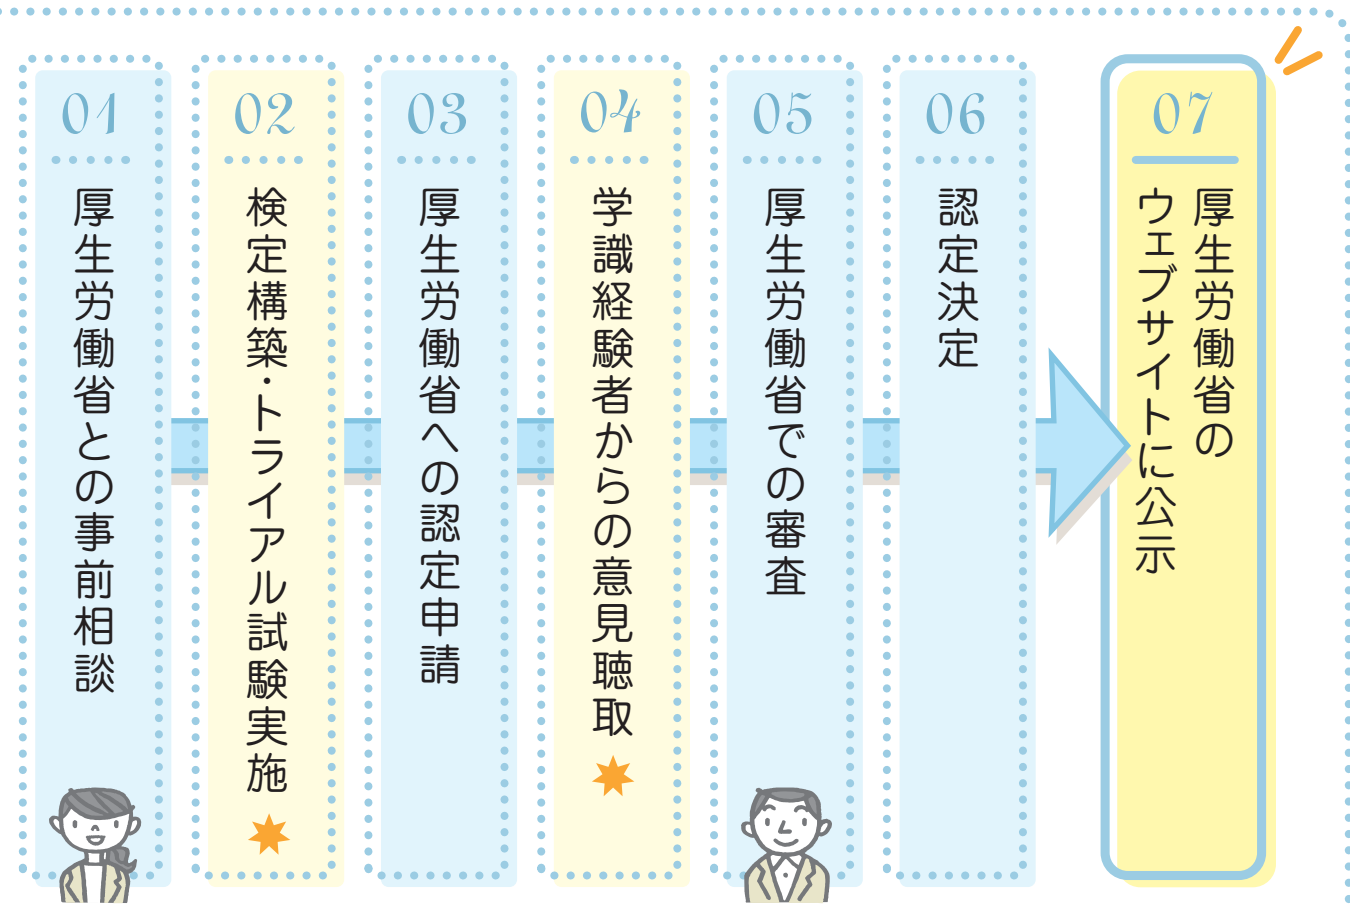 01
厚生労働省との事前相談
02
検定構築・トライアル試験実施
03
厚生労働省への認定申請
04
学識経験者からの意見聴取
05
厚生労働省での審査
06
認定決定
07
厚生労働省の
ウェブサイトに公示